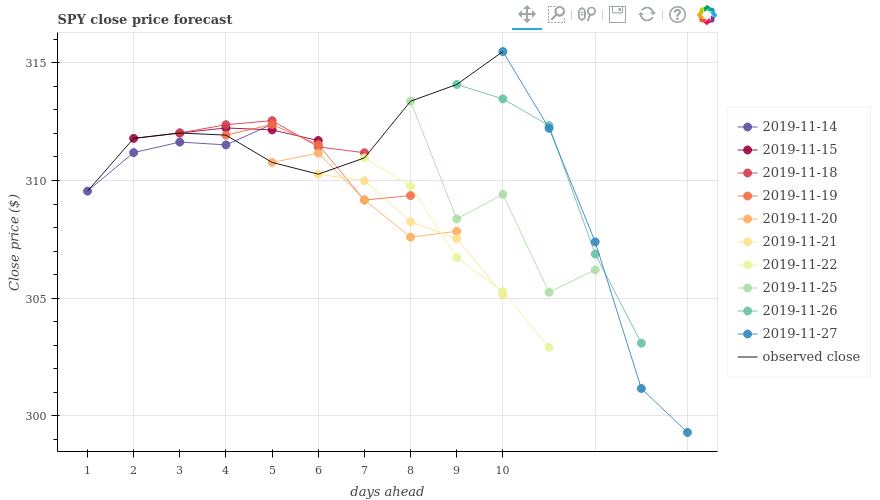 SPY close price forecast
315
310
305
300
Close price ($)
1 2 3 4 5 6 7 8 9 10
days ahead
2019-11-14
2019-11-15
2019-11-18
2019-11-19
2019-11-20
2019-11-21
2019-11-22
2019-11-25
2019-11-26
2019-11-27
observed close